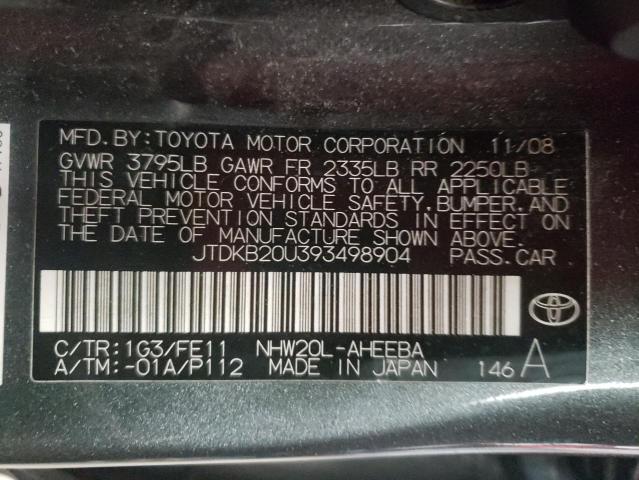 MFD.BY:TOYOTA MOTOR CORPORATION 11/08
GVWR 3795LB GAWR FR 2335LB RR 2250LB
THIS VEHICLE CONFORMS TO ALL APPLICABLE
FEDERAL MOTOR VEHICLE SAFETY,BUMPER,AND
THEFT PREVENTION STANDARDS IN EFFECT ON
THE DATE OF MANUFACTURE SHOWN ABOVE.
JTDKB20U393498904 PASS.CAR
C/TR:1G3/FE11 NHW20L-AHEEBA
A/TM:-01A/P112 MADE IN JAPAN 146 A